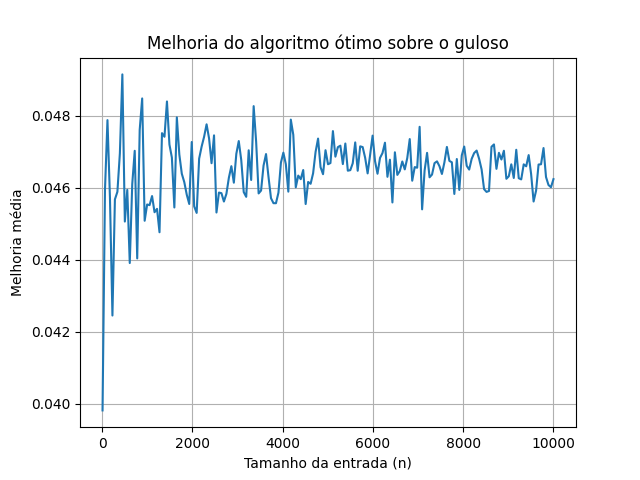 Melhoria do algoritmo ótimo sobre o guloso
Melhoria média
0.048
0.046
0.044
0.042
0.040
0 2000 4000 6000 8000 10000
Tamanho da entrada (n)